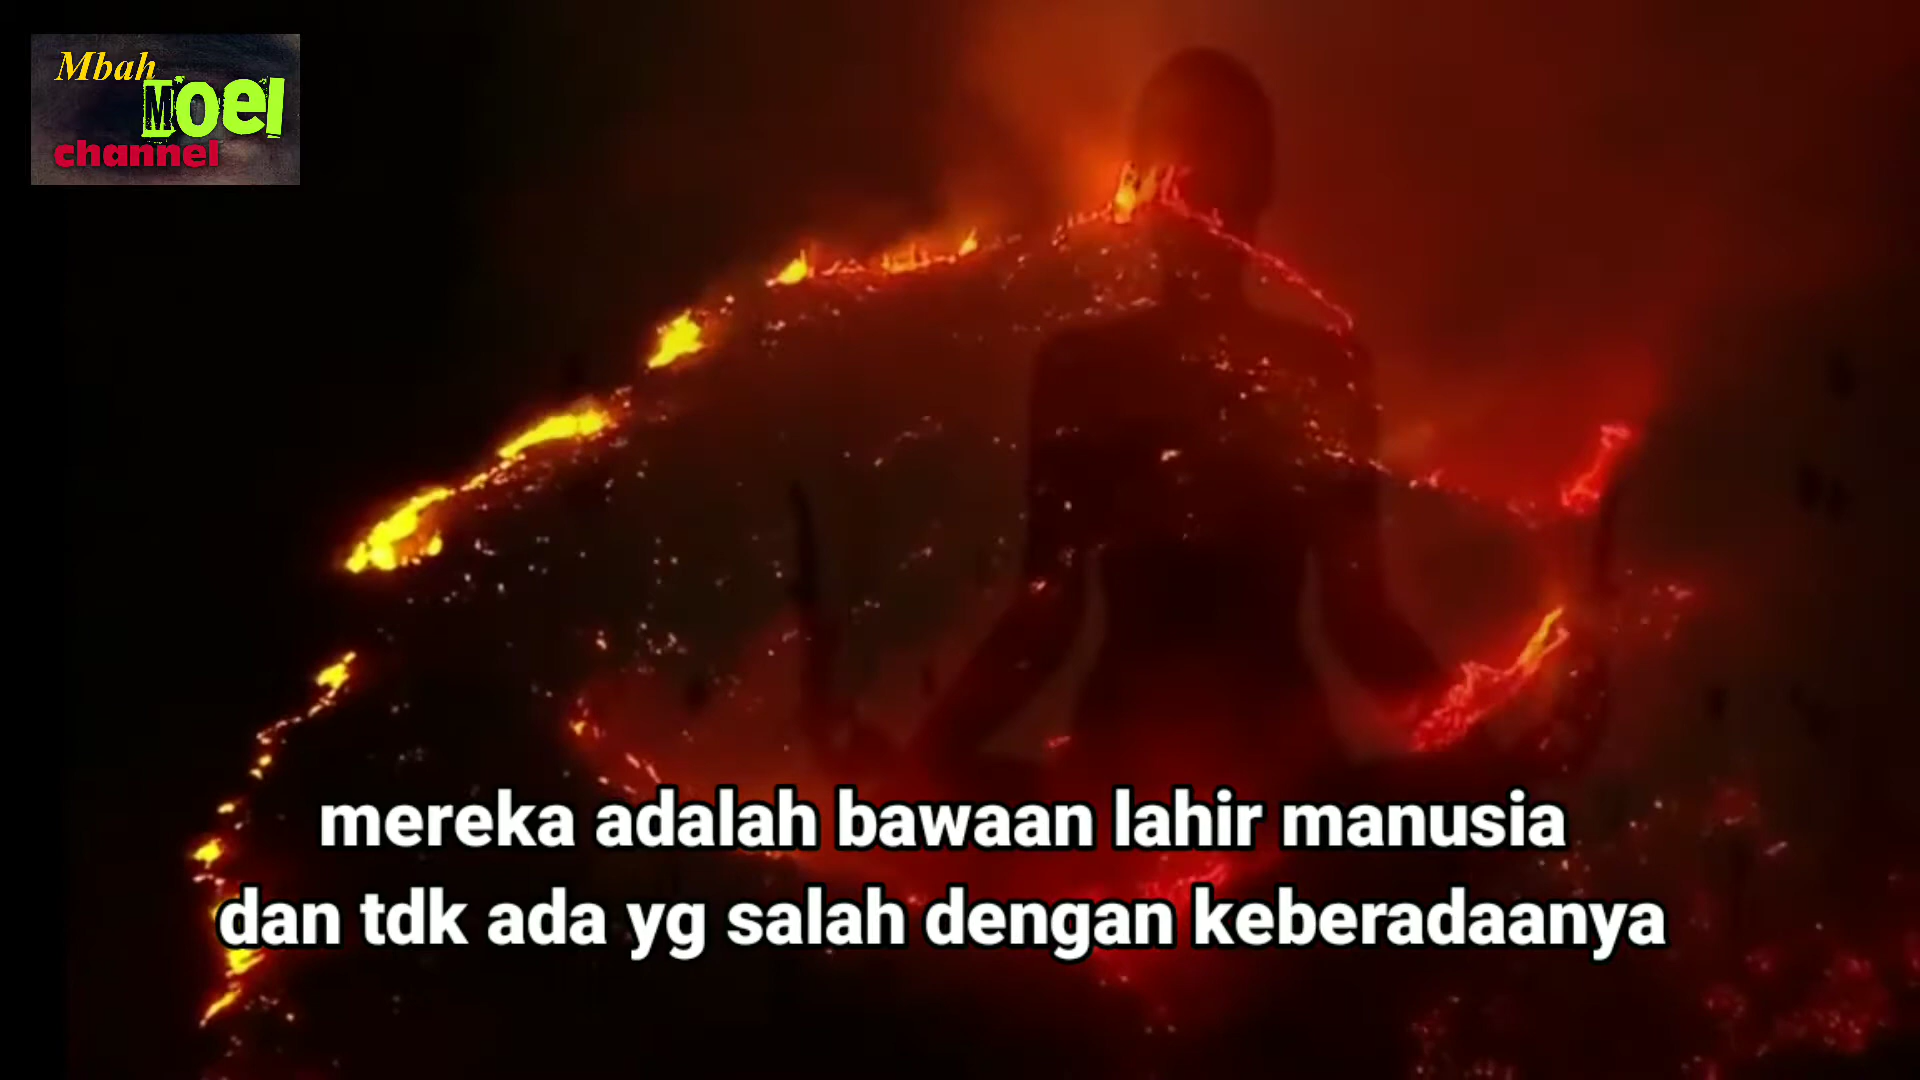 Mbah
Moel
channel
mereka adalah bawaan lahir manusia
dan tdk ada yg salah dengan keberadaanya